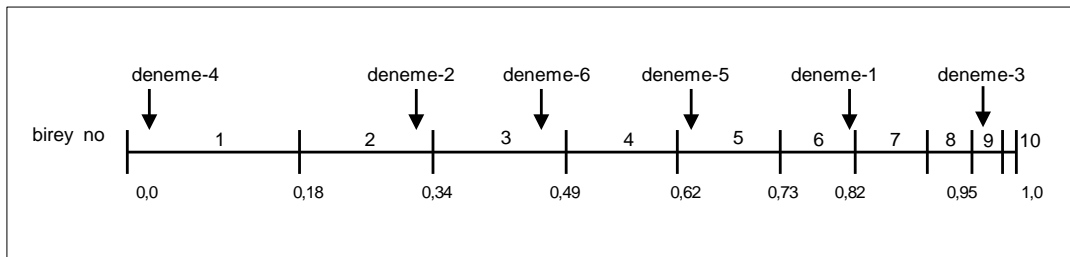 deneme-4 deneme-2 deneme-6 deneme-5 deneme-1 deneme-3
birey no 1 2 3 4 5 6 7 8 9 10
0,0 0,18 0,34 0,49 0,62 0,73 0,82 0,95 1,0